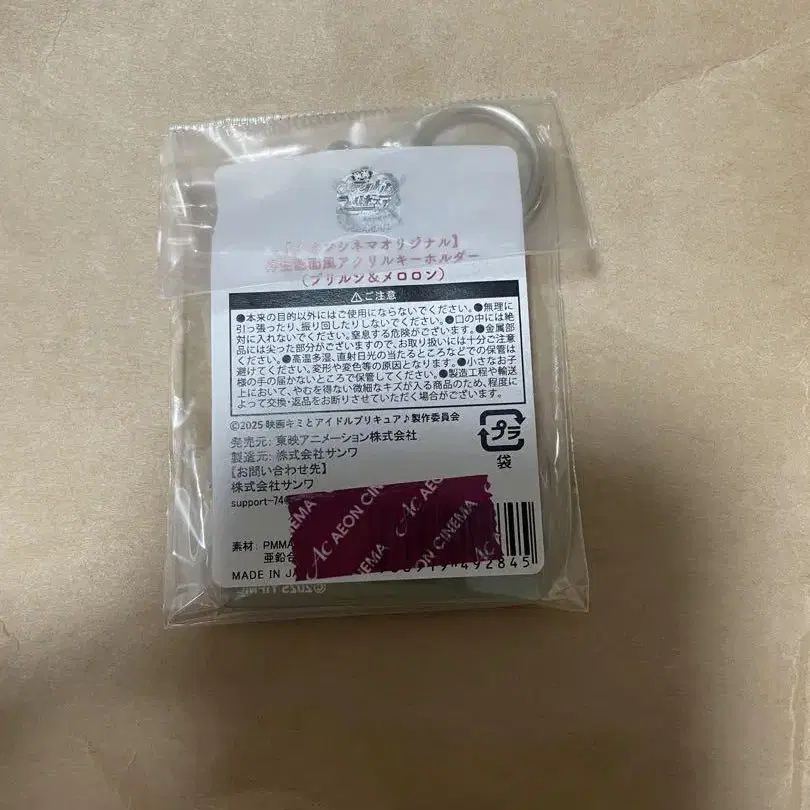 【イオンシネマオリジナル】
再生画面風アクリルキーホルダー
(プリルン&メロロン)
⚠ご注意
●本来の目的以外にはご使用にならないでください。●無理に
引っ張ったり、振り回したりしないでください。●口の中には絶
対に入れないでください。窒息する危険がございます。●金属部
品には尖った部分がございますので、お取り扱いには十分ご注意
ください。●高温多湿、直射日光の当たるところなどでの保管は
避けてください。変形や変色等の原因となります。●小さなお子
様の手の届かないところで保管してください。●製造工程や輸送
上において、やむを得ない微細なキズが入る商品のため、程度に
よって交換・返品をお断りさせていただく場合がございます。
©2025 映画キミとアイドルプリキュア♪製作委員会
発売元: 東映アニメーション株式会社
製造元: 株式会社サンワ
【お問い合わせ先】
株式会社サンワ
support-74@
プラ
袋
AC AEON CINEMA
素材: PMMA
亜鉛合
MADE IN JA
492845